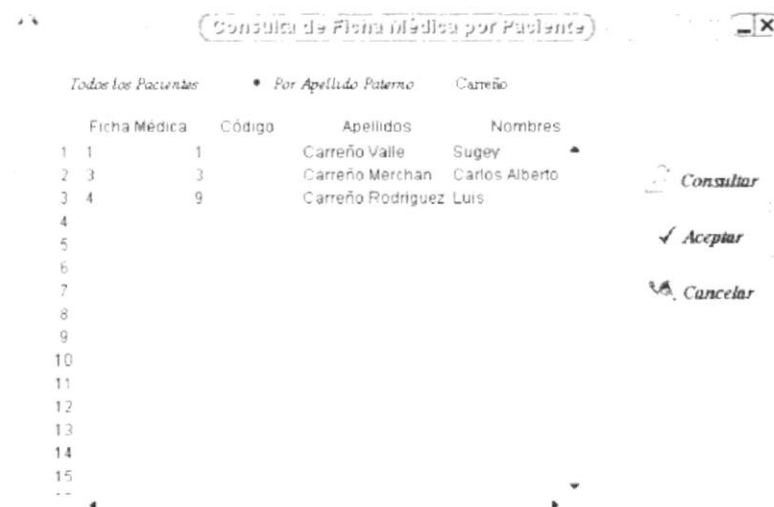 Consulta de Ficha Médica por Paciente
Todos los Pacientes Por Apellido Paterno Carreño
Ficha Médica Código Apellidos Nombres
1 1 1 Carreño Valle Sugey
2 3 3 Carreño Merchan Carlos Alberto
3 4 9 Carreño Rodriguez Luis
4
5
6
7
8
9
10
11
12
13
14
15
Consultar
Aceptar
Cancelar